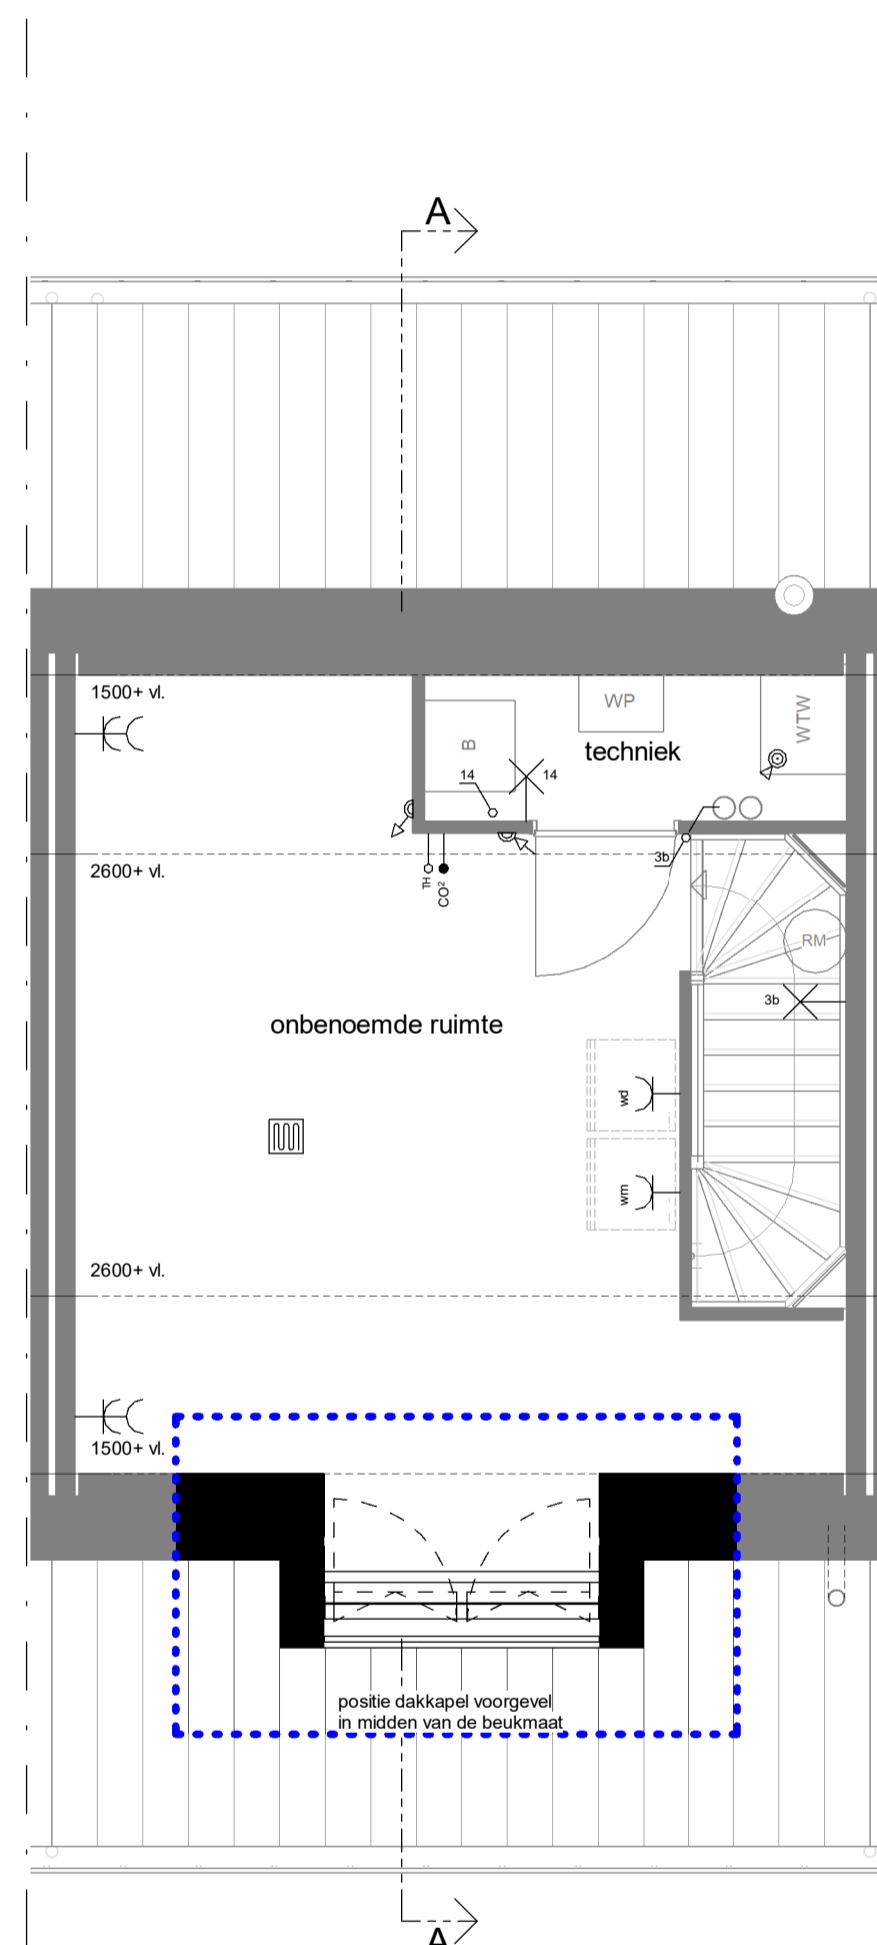 A
1500+ vl.
WP
WTW
B
techniek
14
14
2600+ vl.
3b
TH
CO²
RM
3b
onbenoemde ruimte
wd
wm
2600+ vl.
1500+ vl.
positie dakkapel voorgevel
in midden van de beukmaat
A